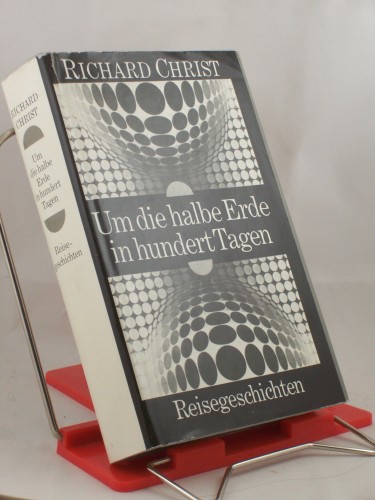 RICHARD CHRIST
Um die halbe Erde
in hundert Tagen
Reisegeschichten
RICHARD
CHRIST
Um
die halbe
Erde
in hundert
Tagen
Reise-
geschichten